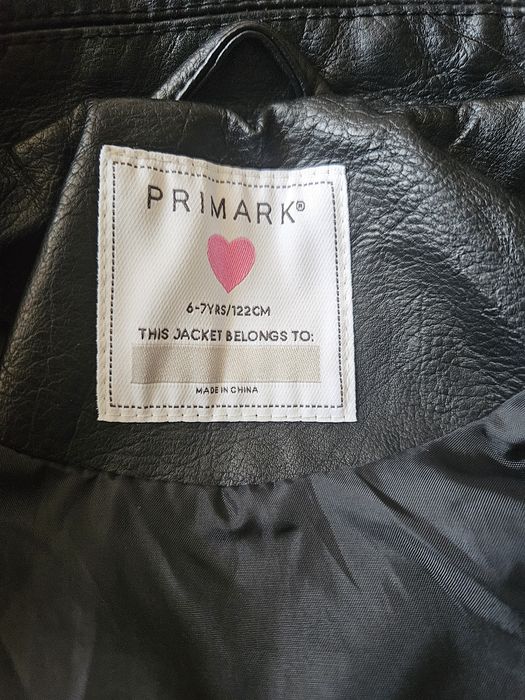 PRIMARK®
6-7YRS/122CM
THIS JACKET BELONGS TO:
MADE IN CHINA